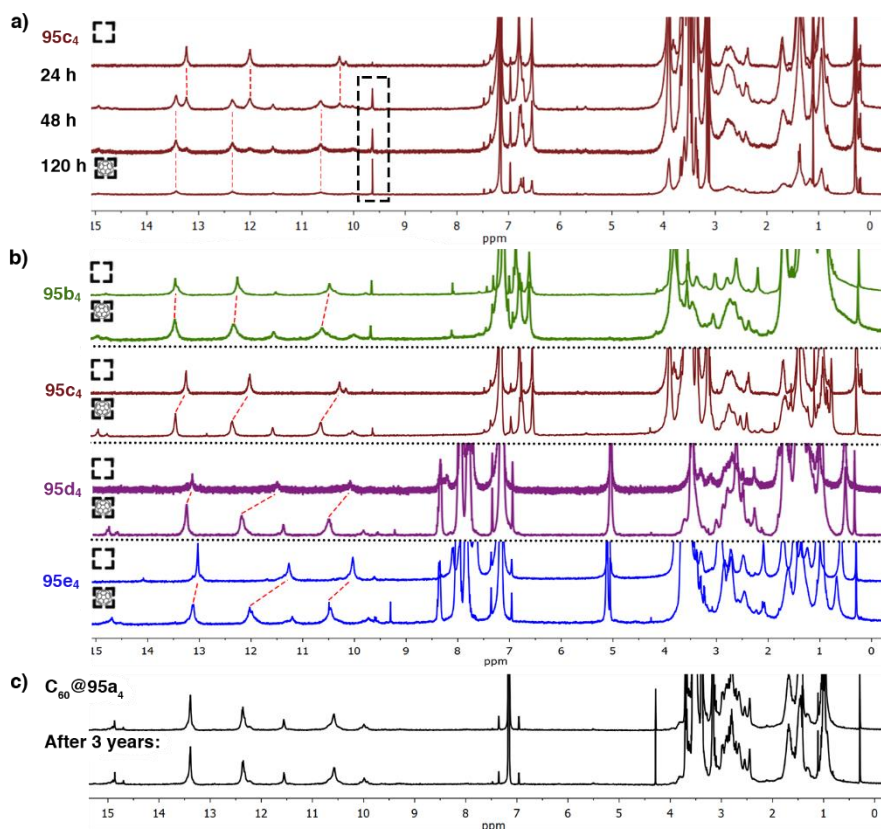 a)
95c₄
24 h
48 h
120 h
15 14 13 12 11 10 9 8 7 6 5 4 3 2 1 0
ppm
b)
95b₄
95c₄
95d₄
95e₄
15 14 13 12 11 10 9 8 7 6 5 4 3 2 1 0
ppm
c)
C₆₀@95a₄
After 3 years:
15 14 13 12 11 10 9 8 7 6 5 4 3 2 1 0
ppm